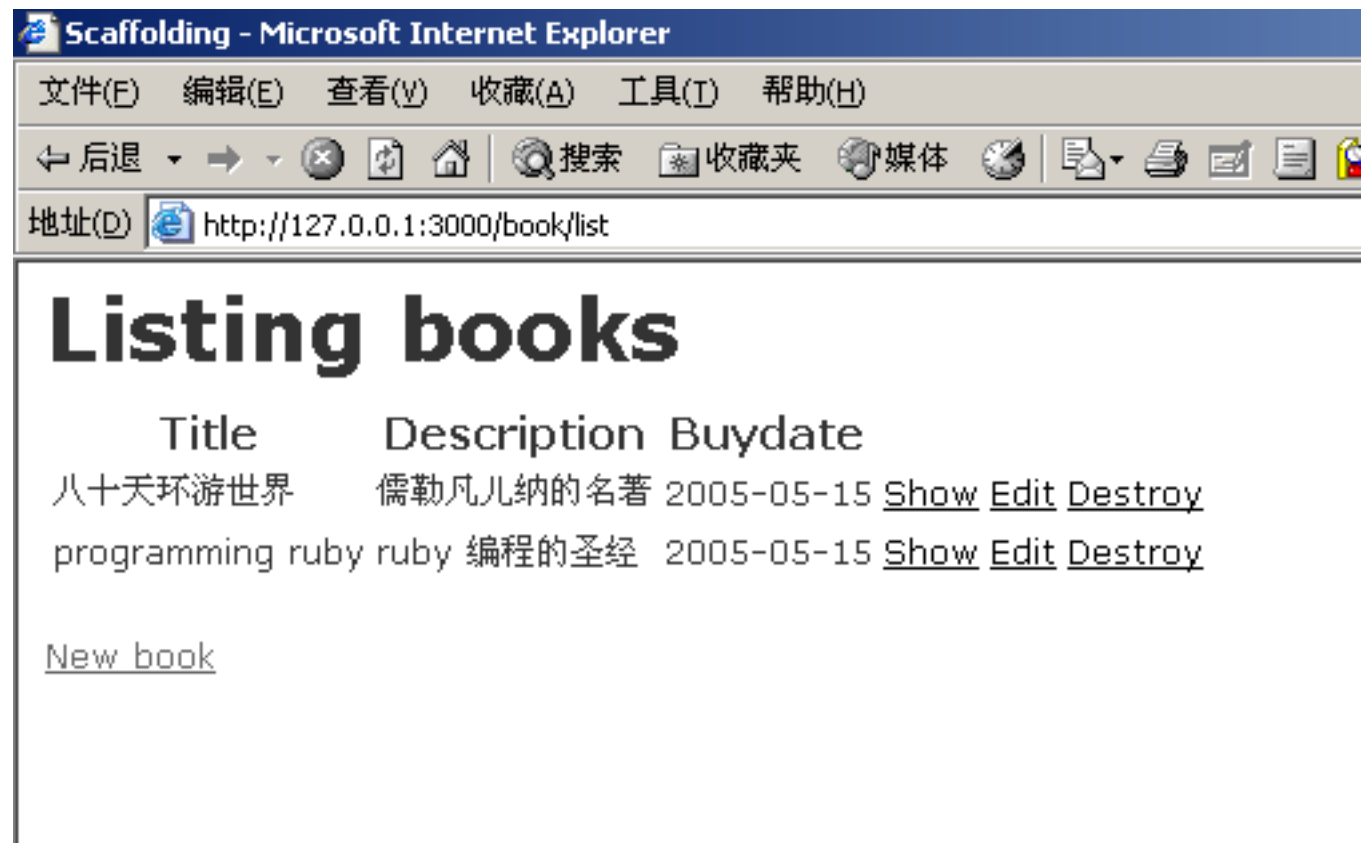 Scaffolding - Microsoft Internet Explorer
文件(F) 编辑(E) 查看(V) 收藏(A) 工具(T) 帮助(H)
后退 搜索 收藏夹 媒体
地址(D) http://127.0.0.1:3000/book/list
Listing books
Title Description Buydate
八十天环游世界 儒勒凡儿纳的名著 2005-05-15 Show Edit Destroy
programming ruby ruby 编程的圣经 2005-05-15 Show Edit Destroy
New book